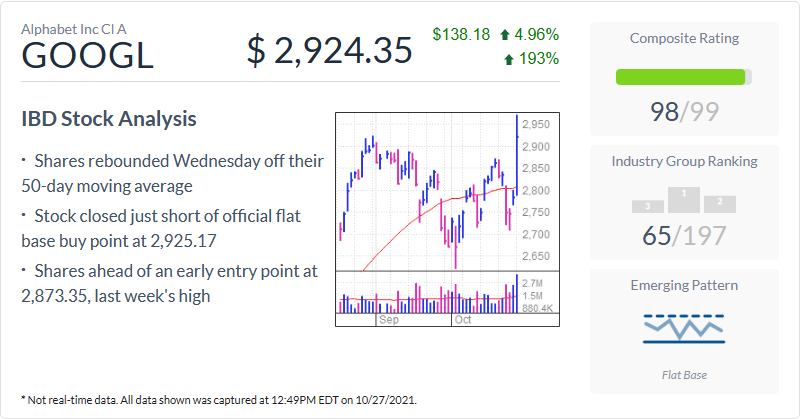 Alphabet Inc Cl A
GOOGL
$ 2,924.35
$138.18 4.96%
193%
IBD Stock Analysis
· Shares rebounded Wednesday off their
50-day moving average
· Stock closed just short of official flat
base buy point at 2,925.17
· Shares ahead of an early entry point at
2,873.35, last week's high
2,950
2,900
2,850
2,800
2,750
2,700
2,650
2.7M
1.5M
880.4K
Sep
Oct
Composite Rating
98/99
Industry Group Ranking
3
1
2
65/197
Emerging Pattern
Flat Base
* Not real-time data. All data shown was captured at 12:49PM EDT on 10/27/2021.